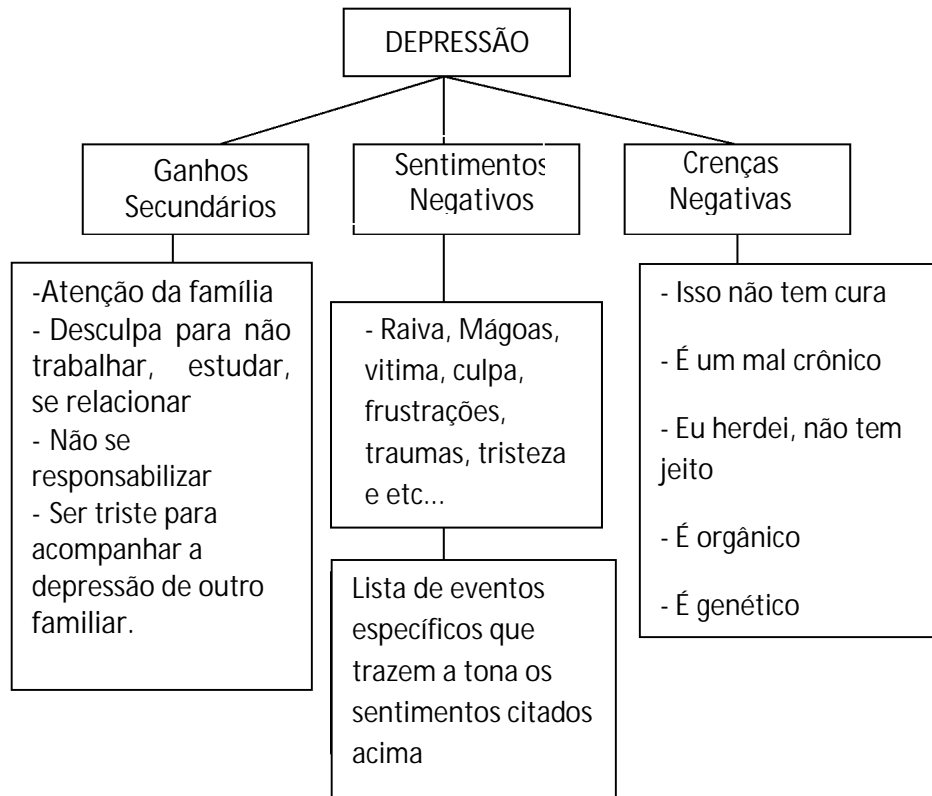 DEPRESSÃO
Ganhos
Secundários
Sentimentos
Negativos
Crenças
Negativas
-Atenção da família
- Desculpa para não
trabalhar, estudar,
se relacionar
- Não se
responsabilizar
- Ser triste para
acompanhar a
depressão de outro
familiar.
- Raiva, Mágoas,
vitima, culpa,
frustrações,
traumas, tristeza
e etc...
Lista de eventos
específicos que
trazem a tona os
sentimentos citados
acima
- Isso não tem cura
- É um mal crônico
- Eu herdei, não tem
jeito
- É orgânico
- É genético